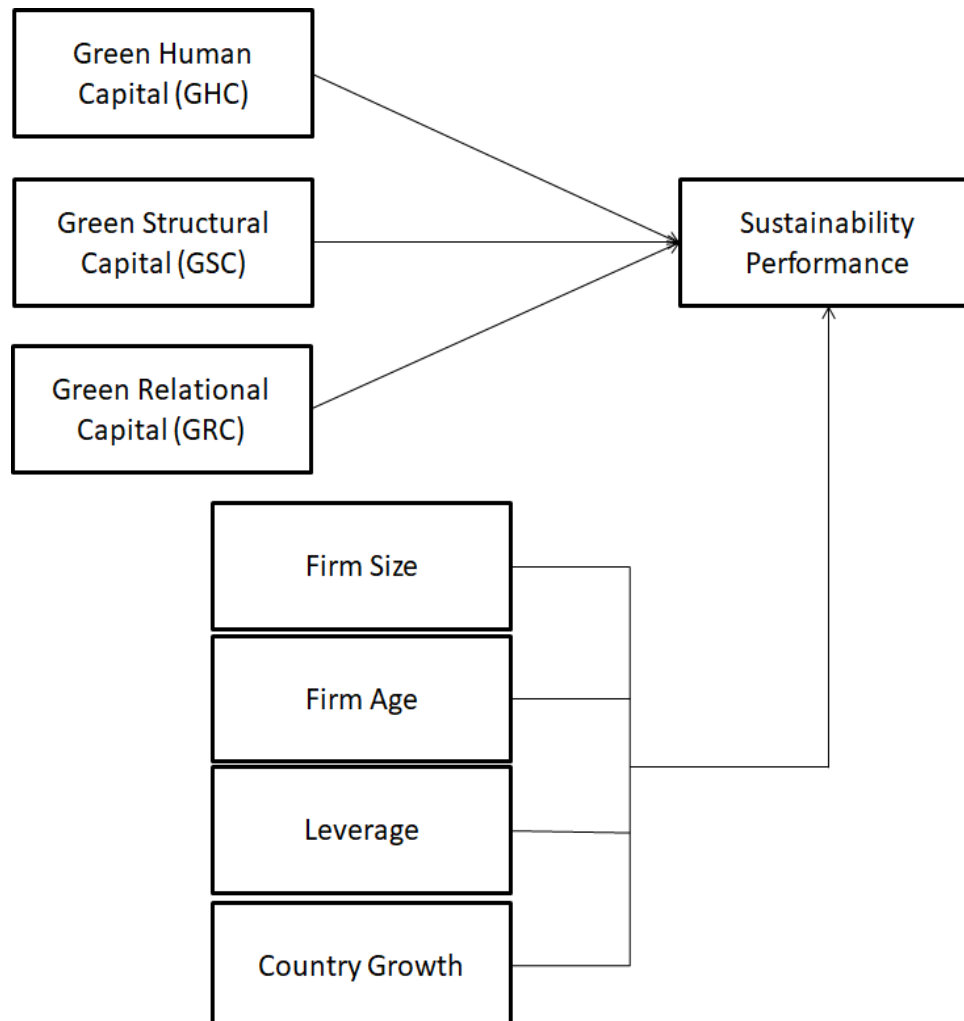 Green Human
Capital (GHC)
Green Structural
Capital (GSC)
Green Relational
Capital (GRC)
Sustainability
Performance
Firm Size
Firm Age
Leverage
Country Growth